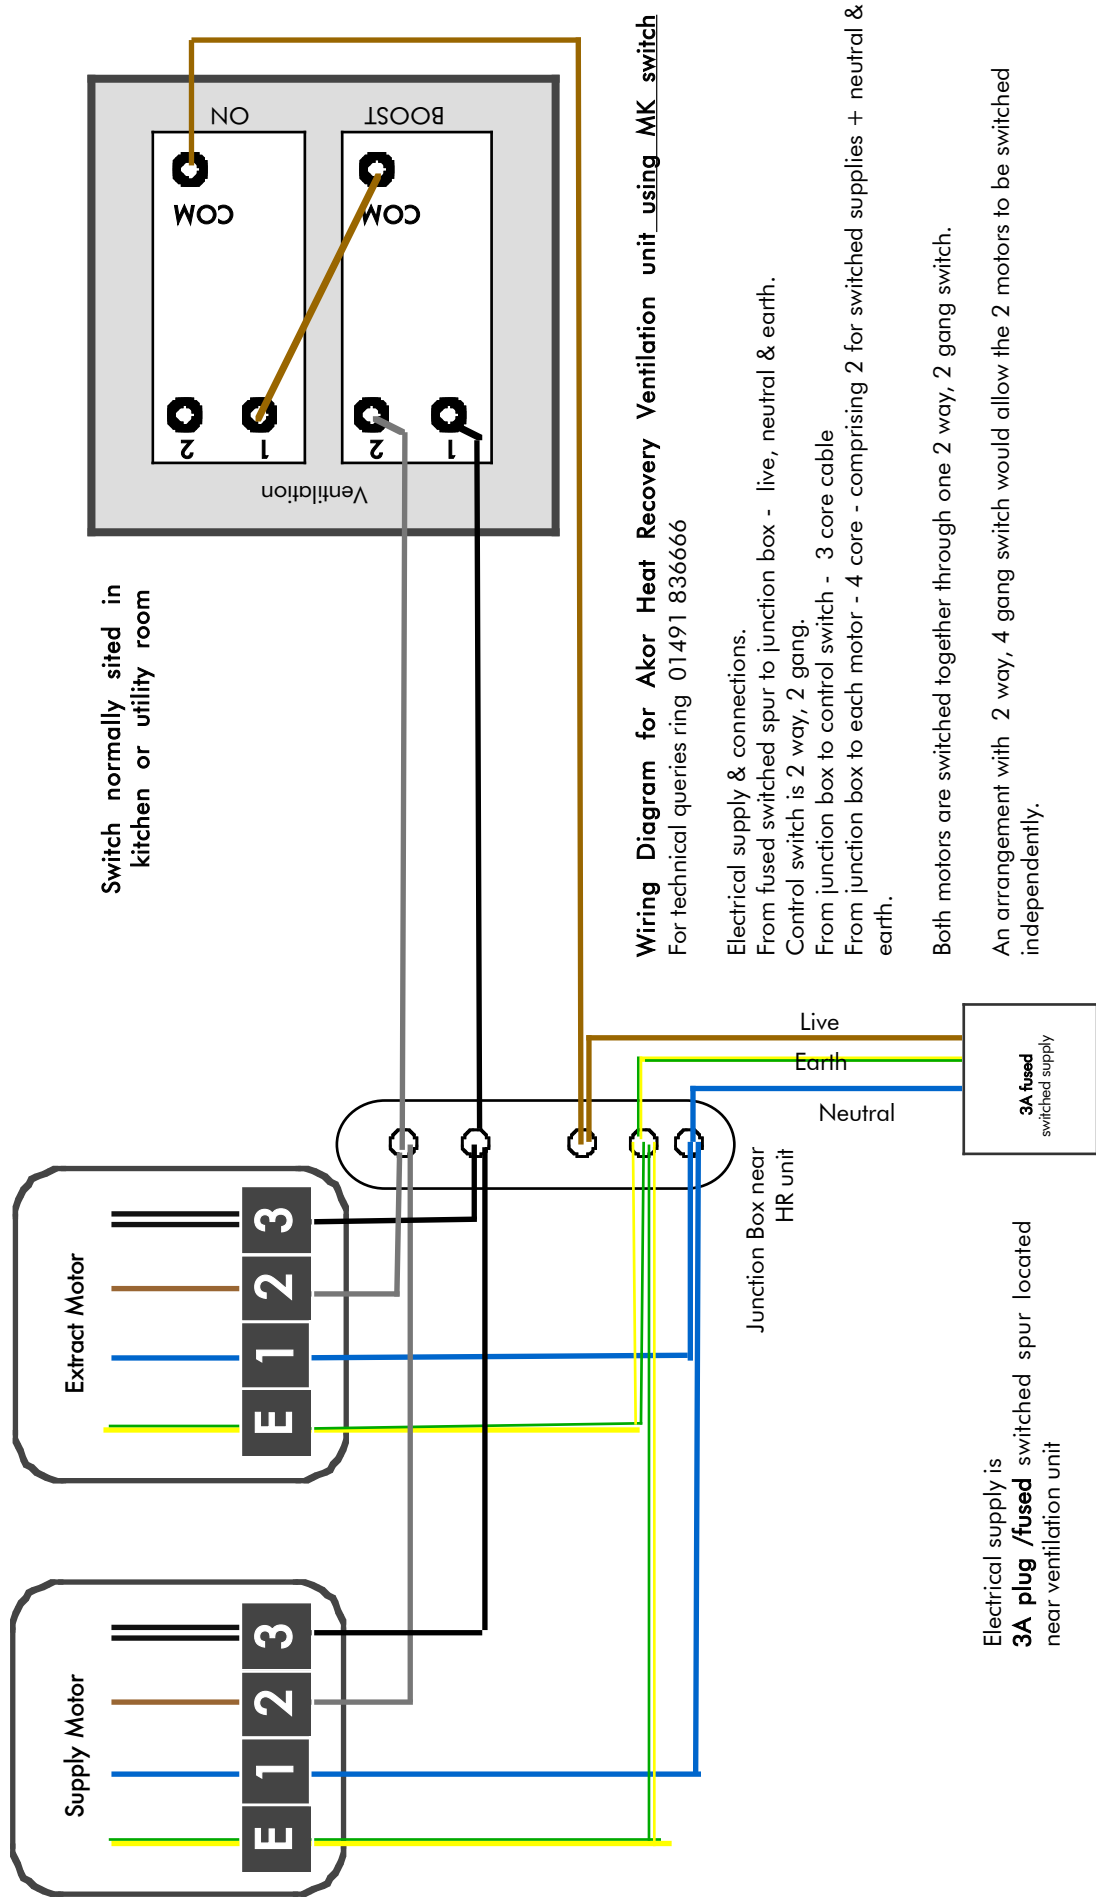 Switch normally sited in
kitchen or utility room
ON
COM
2
1
BOOST
COM
2
1
Ventilation
Extract Motor
E
1
2
3
Supply Motor
E
1
2
3
Junction Box near
HR unit
Live
Earth
Neutral
3A fused
switched supply
Electrical supply is
3A plug /fused switched spur located
near ventilation unit
Wiring Diagram for Akor Heat Recovery Ventilation unit using MK switch
For technical queries ring 01491 836666
Electrical supply & connections.
From fused switched spur to junction box - live, neutral & earth.
Control switch is 2 way, 2 gang.
From junction box to control switch - 3 core cable
From junction box to each motor - 4 core - comprising 2 for switched supplies + neutral &
earth.
Both motors are switched together through one 2 way, 2 gang switch.
An arrangement with 2 way, 4 gang switch would allow the 2 motors to be switched
independently.